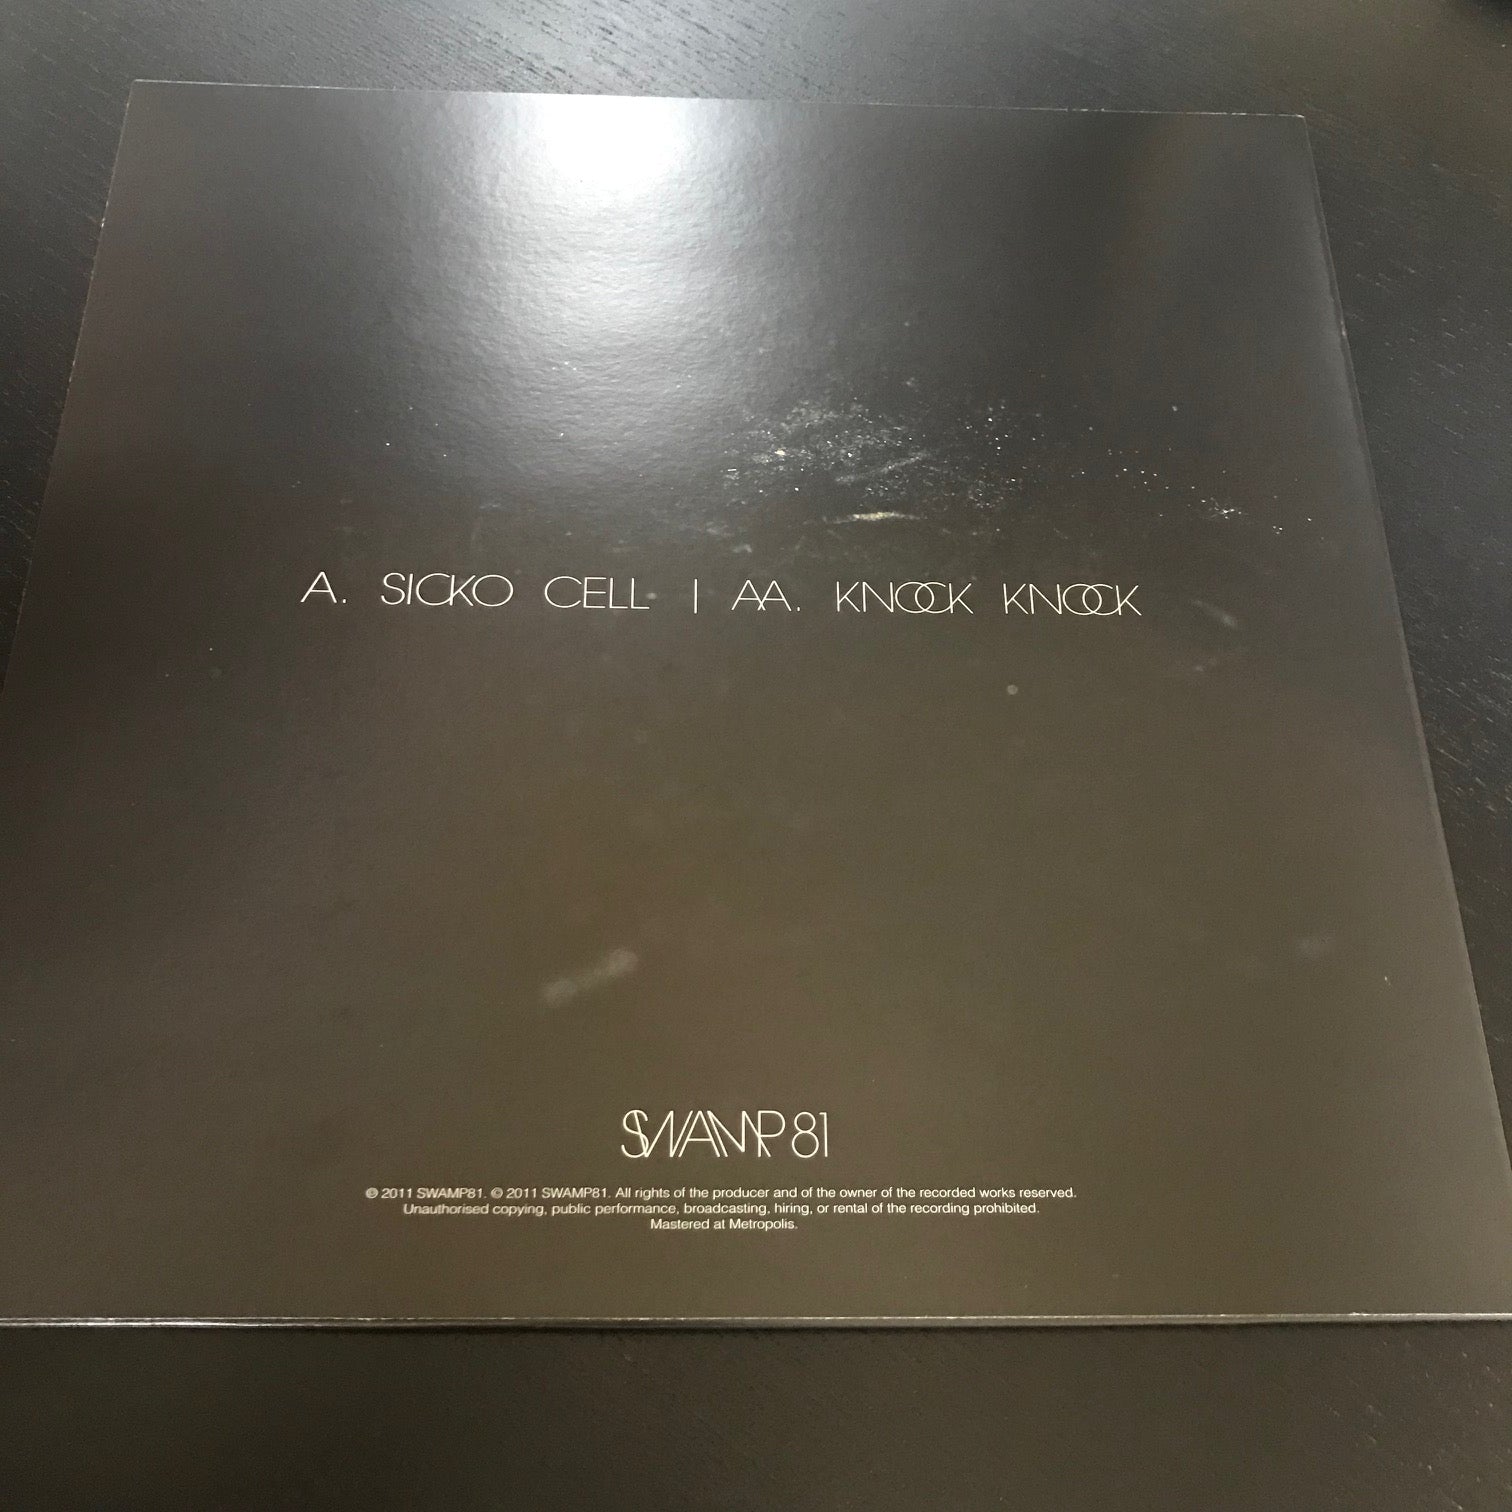 A. SICKO CELL | AA. KNOCK KNOCK
SWAMP 81
℗ 2011 SWAMP81. © 2011 SWAMP81. All rights of the producer and of the owner of the recorded works reserved.
Unauthorised copying, public performance, broadcasting, hiring, or rental of the recording prohibited.
Mastered at Metropolis.